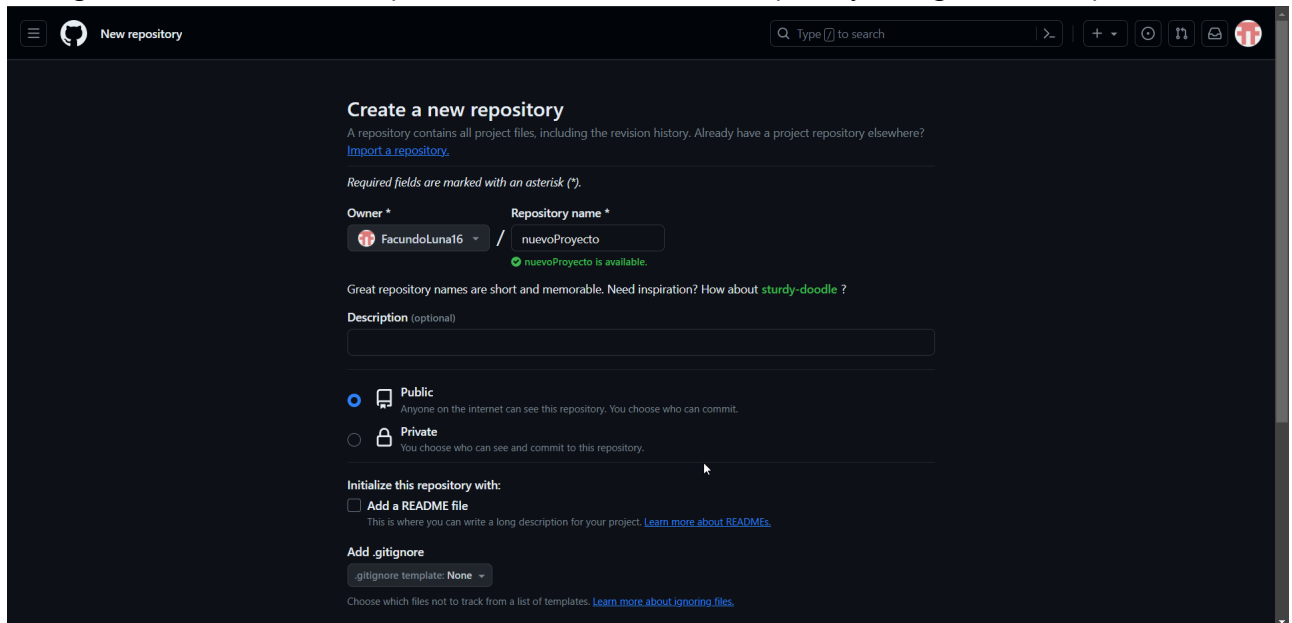 New repository
Type / to search
Create a new repository
A repository contains all project files, including the revision history. Already have a project repository elsewhere?
Import a repository.
Required fields are marked with an asterisk (*).
Owner * Repository name *
FacundoLuna16 / nuevoProyecto
nuevoProyecto is available.
Great repository names are short and memorable. Need inspiration? How about sturdy-doodle ?
Description (optional)
Public
Anyone on the internet can see this repository. You choose who can commit.
Private
You choose who can see and commit to this repository.
Initialize this repository with:
Add a README file
This is where you can write a long description for your project. Learn more about READMEs.
Add .gitignore
.gitignore template: None
Choose which files not to track from a list of templates. Learn more about ignoring files.